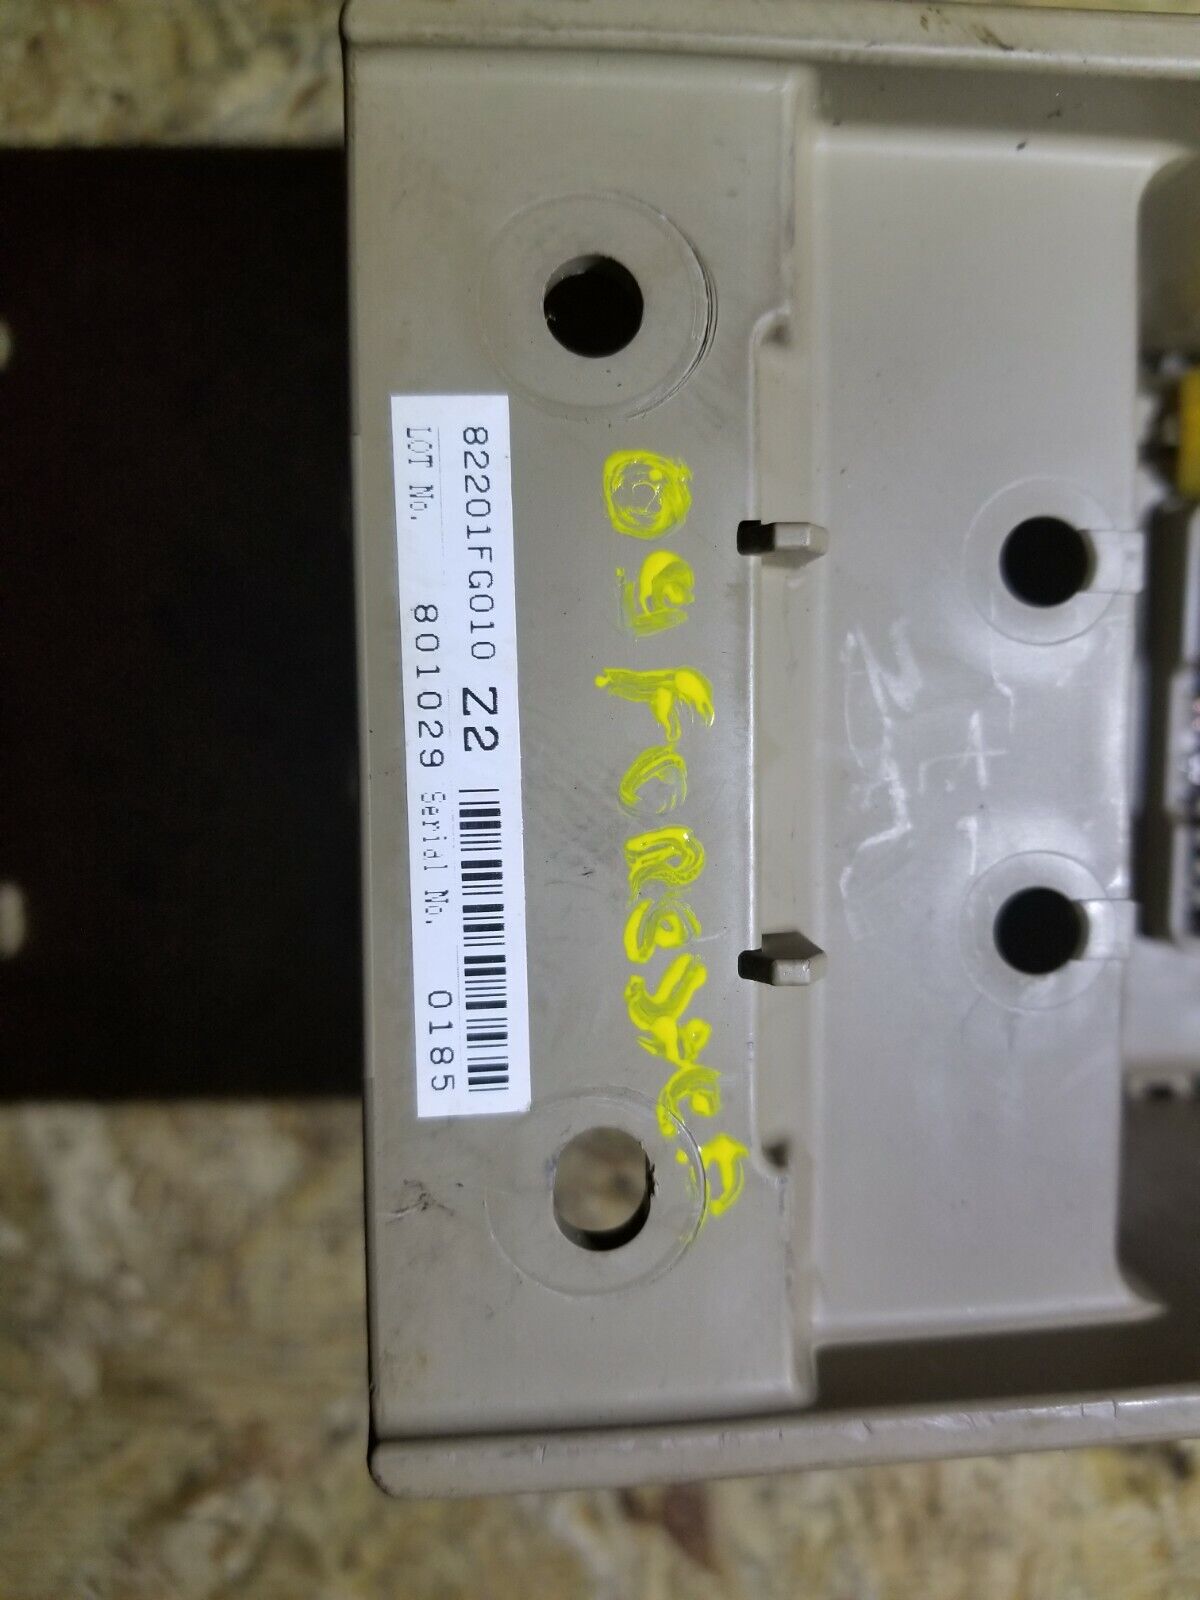 82201FG010 Z2
LOT No. 801029 Serial No. 0185
09 FORESTER